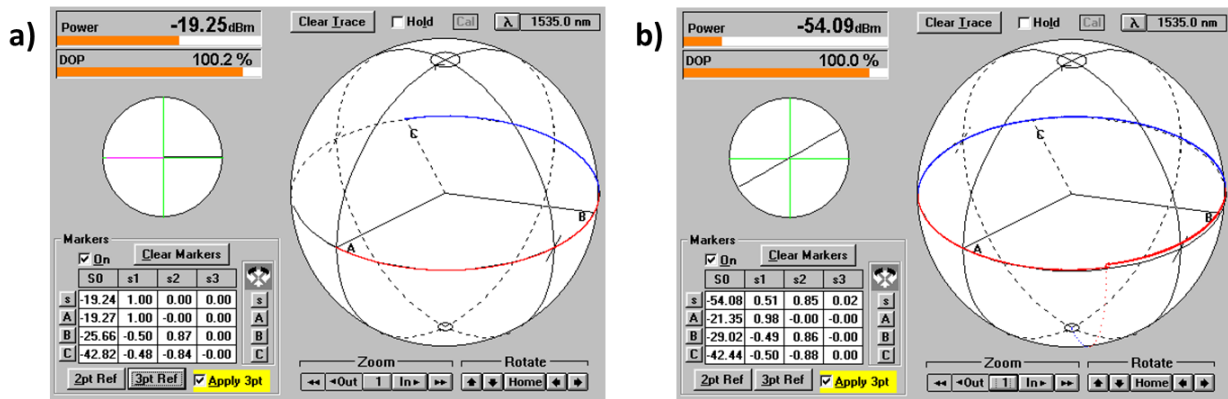 a)
Power -19.25dBm
DOP 100.2 %
Clear Trace Hold Cal λ 1535.0 nm
C
B
A
Markers
On Clear Markers
S0 s1 s2 s3
s -19.24 1.00 0.00 0.00 s
A -19.27 1.00 -0.00 0.00 A
B -25.66 -0.50 0.87 0.00 B
C -42.82 -0.48 -0.84 -0.00 C
2pt Ref 3pt Ref Apply 3pt
Zoom Rotate
Out 1 In Home
b)
Power -54.09dBm
DOP 100.0 %
Clear Trace Hold Cal λ 1535.0 nm
C
B
A
Markers
On Clear Markers
S0 s1 s2 s3
s -54.08 0.51 0.85 0.02 s
A -21.35 0.98 -0.00 -0.00 A
B -29.02 -0.49 0.86 -0.00 B
C -42.44 -0.50 -0.88 0.00 C
2pt Ref 3pt Ref Apply 3pt
Zoom Rotate
Out 1 In Home